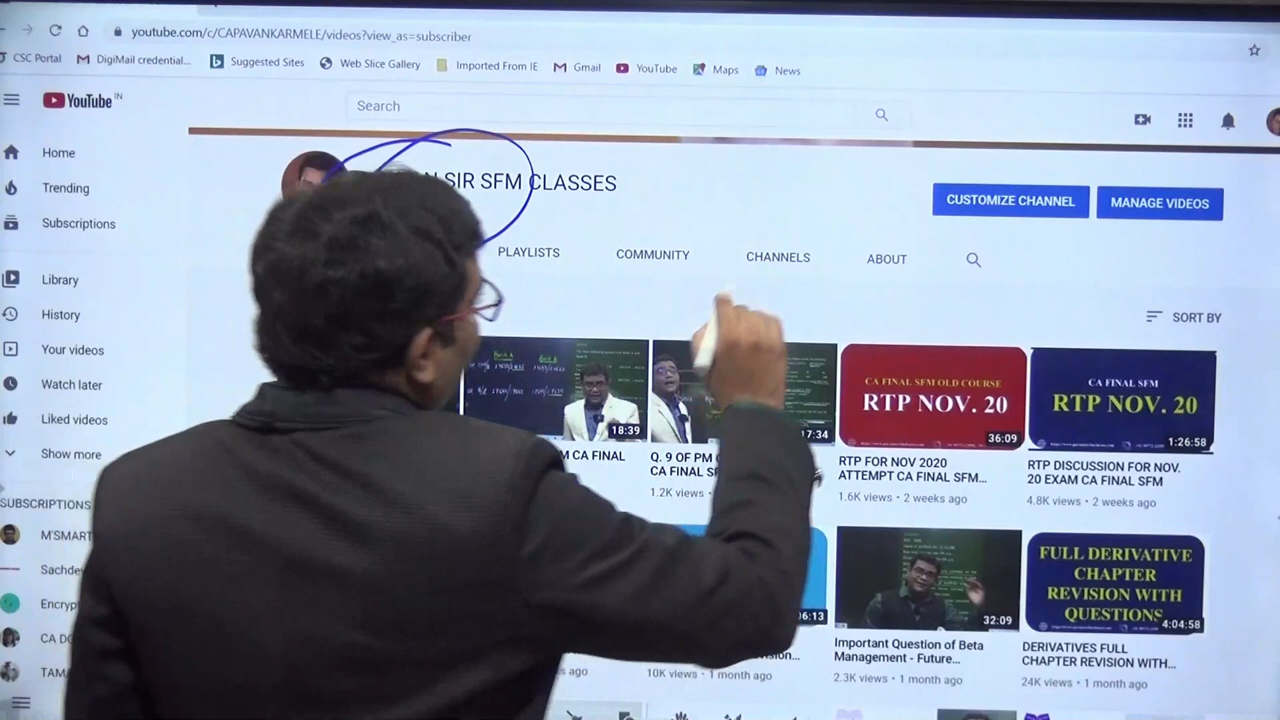 youtube.com/c/CAPAVANKARMELE/videos?view_as=subscriber
CSC Portal
DigiMail credential...
Suggested Sites
Web Slice Gallery
Imported From IE
Gmail
YouTube
Maps
News
YouTube IN
Search
Home
Trending
Subscriptions
Library
History
Your videos
Watch later
Liked videos
Show more
SUBSCRIPTIONS
M'SMART
Sachde
Encryp
CA DO
TAM
SIR SFM CLASSES
CUSTOMIZE CHANNEL
MANAGE VIDEOS
PLAYLISTS
COMMUNITY
CHANNELS
ABOUT
SORT BY
18:39
M CA FINAL
17:34
Q. 9 OF PM
CA FINAL
1.2K views •
CA FINAL SFM OLD COURSE
RTP NOV. 20
36:09
RTP FOR NOV 2020
ATTEMPT CA FINAL SFM...
1.6K views • 2 weeks ago
CA FINAL SFM
RTP NOV. 20
1:26:58
RTP DISCUSSION FOR NOV.
20 EXAM CA FINAL SFM
4.8K views • 2 weeks ago
s ago
06:13
10K views • 1 month ago
32:09
Important Question of Beta
Management - Future...
2.3K views • 1 month ago
FULL DERIVATIVE
CHAPTER
REVISION WITH
QUESTIONS
4:04:58
DERIVATIVES FULL
CHAPTER REVISION WITH...
24K views • 1 month ago